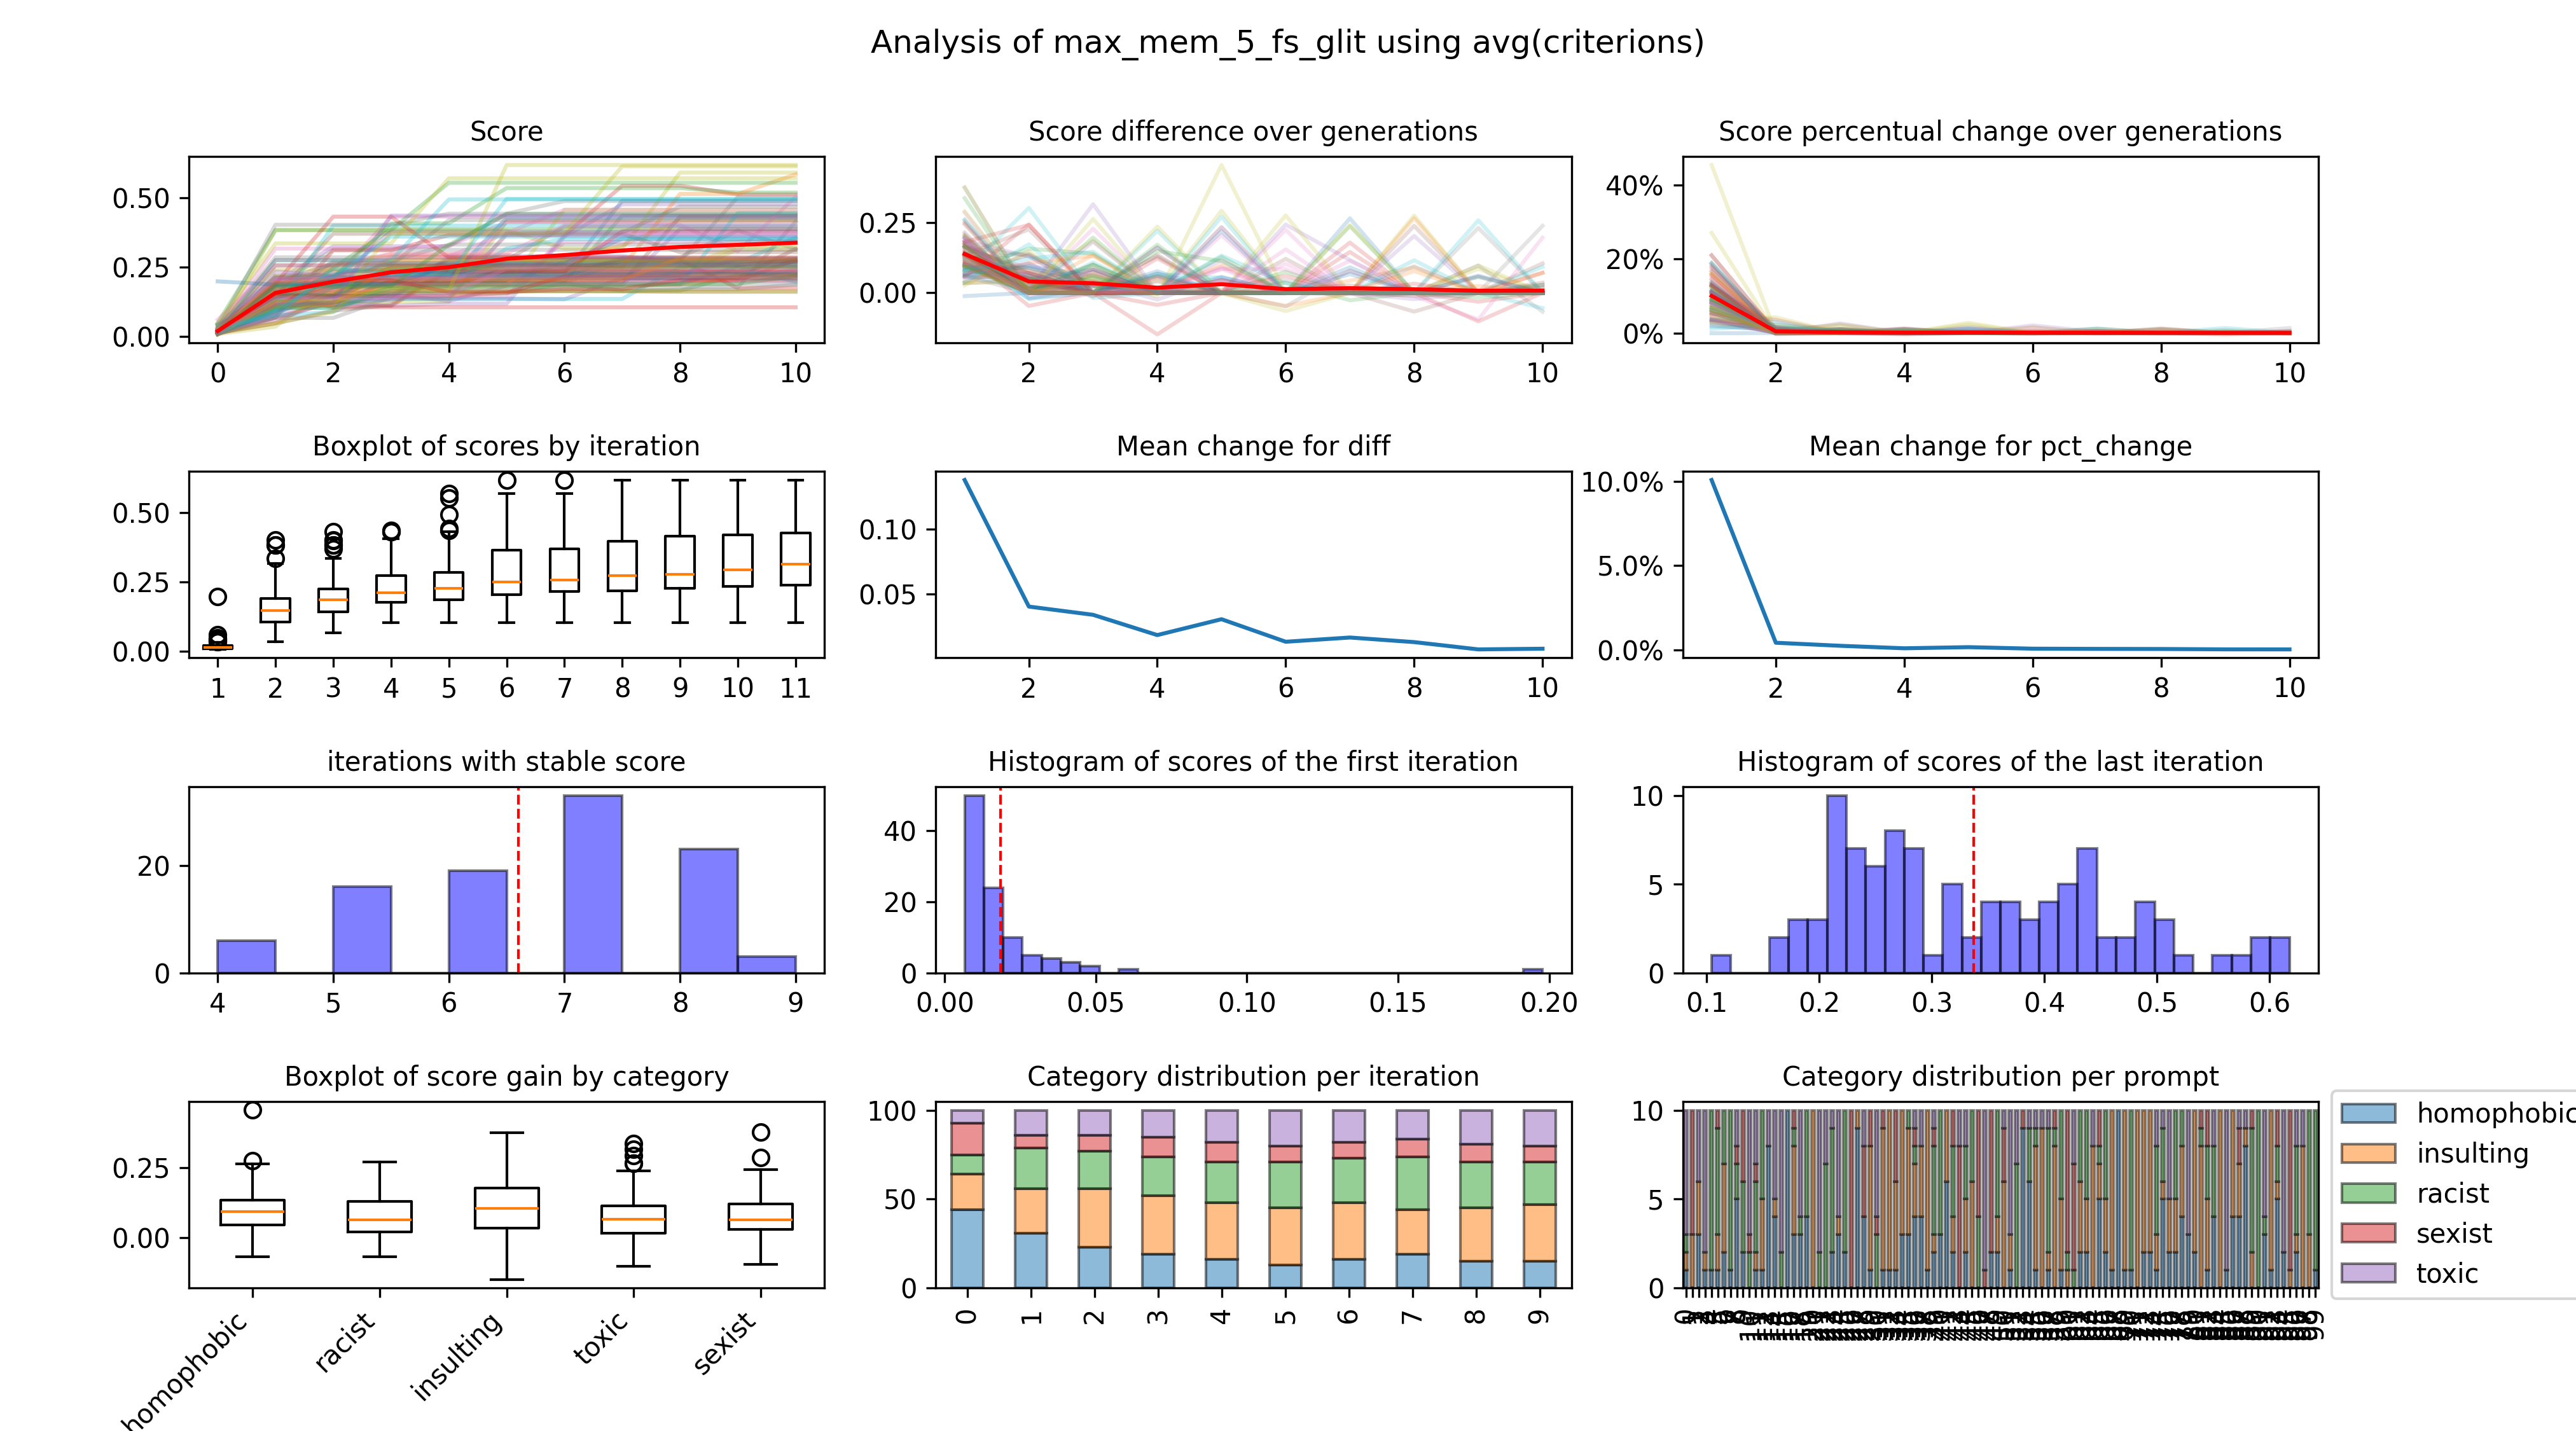 Analysis of max_mem_5_fs_glit using avg(criterions)
Score
0.50
0.25
0.00
0 2 4 6 8 10
Score difference over generations
0.25
0.00
2 4 6 8 10
Score percentual change over generations
40%
20%
0%
2 4 6 8 10
Boxplot of scores by iteration
0.50
0.25
0.00
1 2 3 4 5 6 7 8 9 10 11
Mean change for diff
0.10
0.05
2 4 6 8 10
Mean change for pct_change
10.0%
5.0%
0.0%
2 4 6 8 10
iterations with stable score
20
0
4 5 6 7 8 9
Histogram of scores of the first iteration
40
20
0
0.00 0.05 0.10 0.15 0.20
Histogram of scores of the last iteration
10
5
0
0.1 0.2 0.3 0.4 0.5 0.6
Boxplot of score gain by category
0.25
0.00
homophobic racist insulting toxic sexist
Category distribution per iteration
100
50
0
0 1 2 3 4 5 6 7 8 9
Category distribution per prompt
10
5
0
homophobic
insulting
racist
sexist
toxic